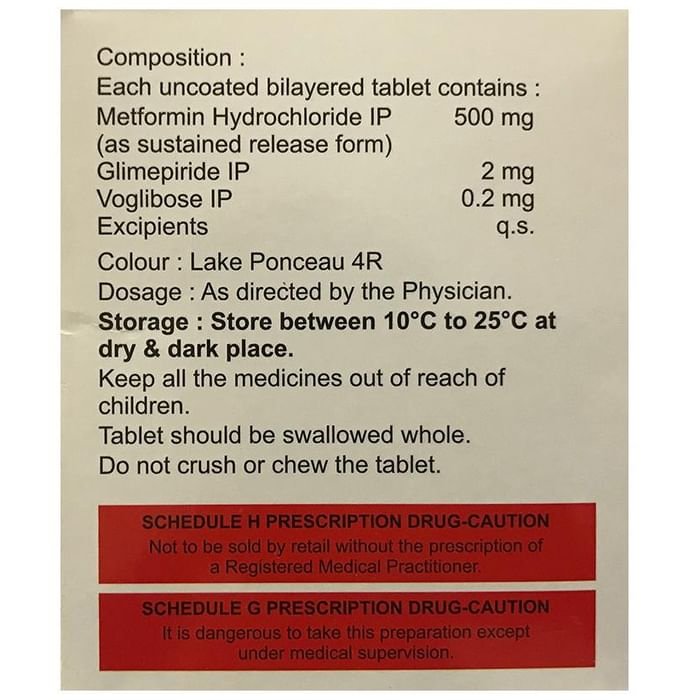 Composition :
Each uncoated bilayered tablet contains :
Metformin Hydrochloride IP 500 mg
(as sustained release form)
Glimepiride IP 2 mg
Voglibose IP 0.2 mg
Excipients q.s.
Colour : Lake Ponceau 4R
Dosage : As directed by the Physician.
Storage : Store between 10°C to 25°C at
dry & dark place.
Keep all the medicines out of reach of
children.
Tablet should be swallowed whole.
Do not crush or chew the tablet.
SCHEDULE H PRESCRIPTION DRUG-CAUTION
Not to be sold by retail without the prescription of
a Registered Medical Practitioner.
SCHEDULE G PRESCRIPTION DRUG-CAUTION
It is dangerous to take this preparation except
under medical supervision.